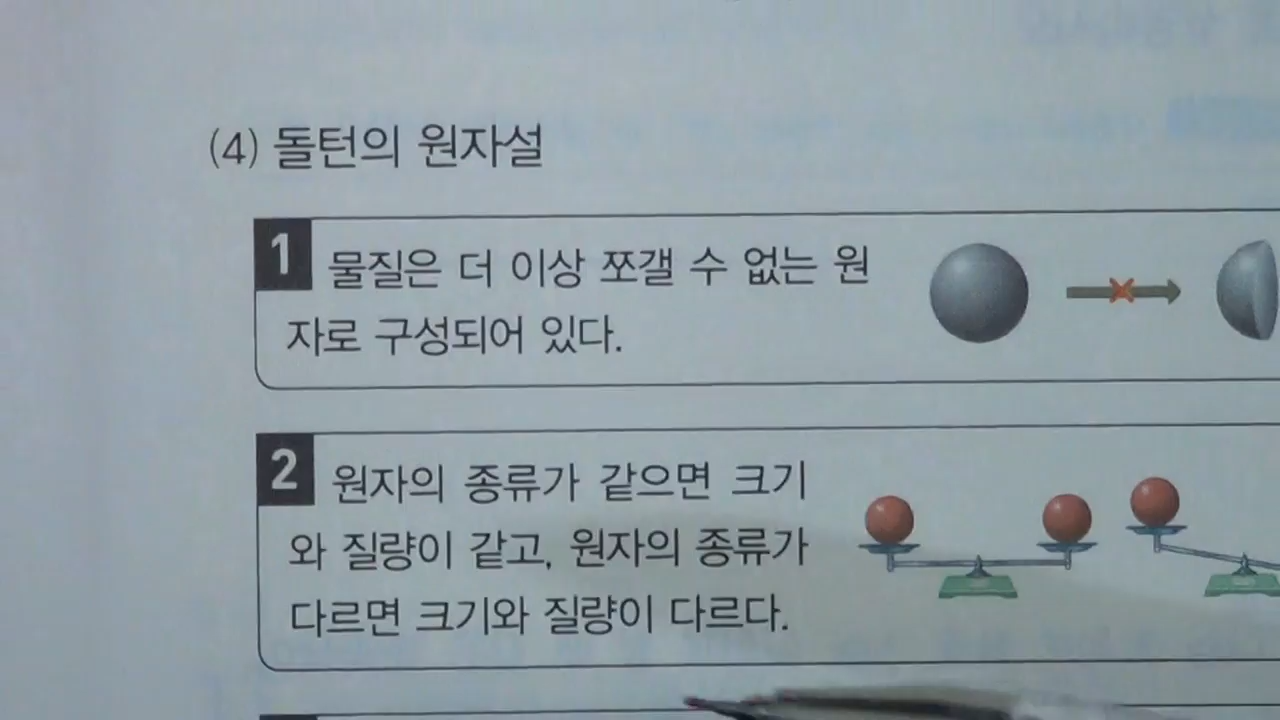 (4) 돌턴의 원자설
1 물질은 더 이상 쪼갤 수 없는 원
자로 구성되어 있다.
2 원자의 종류가 같으면 크기
와 질량이 같고, 원자의 종류가
다르면 크기와 질량이 다르다.